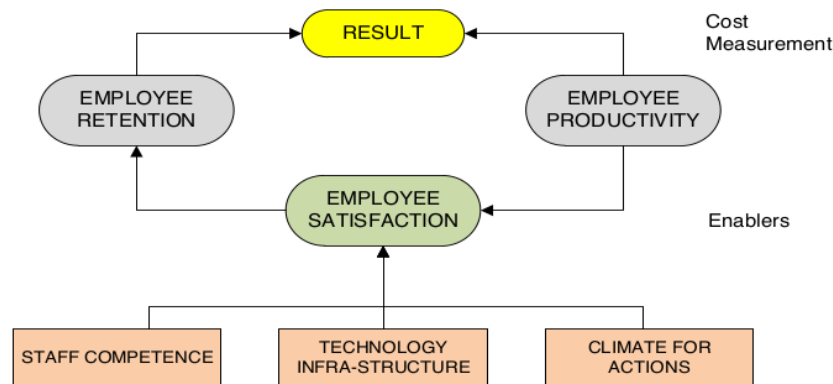 RESULT
Cost
Measurement
EMPLOYEE
RETENTION
EMPLOYEE
PRODUCTIVITY
EMPLOYEE
SATISFACTION
Enablers
STAFF COMPETENCE
TECHNOLOGY
INFRA-STRUCTURE
CLIMATE FOR
ACTIONS